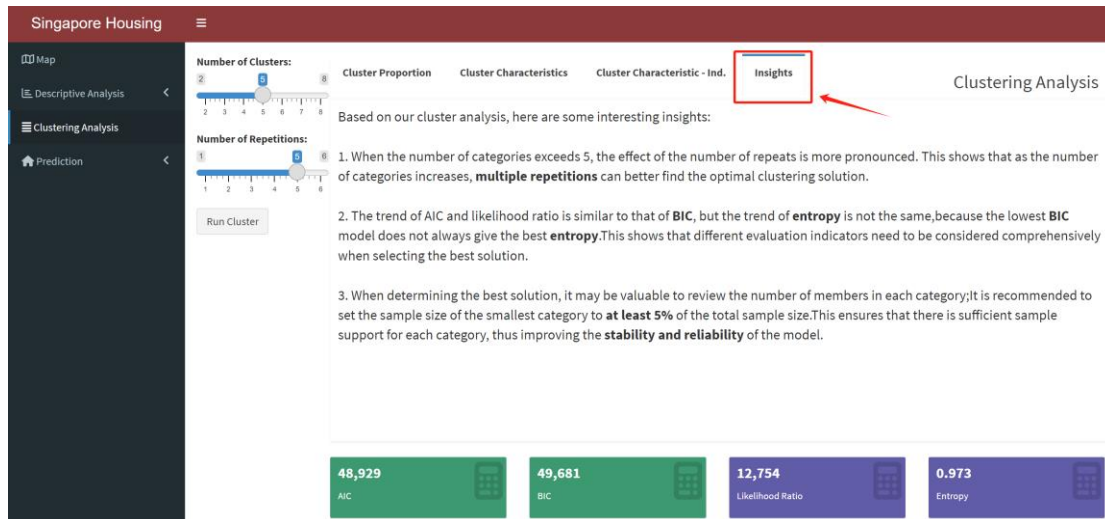 Singapore Housing
Map
Descriptive Analysis
Clustering Analysis
Prediction
Number of Clusters:
2 5 8
2 3 4 5 6 7 8
Number of Repetitions:
1 5 6
1 2 3 4 5 6
Run Cluster
Cluster Proportion Cluster Characteristics Cluster Characteristic - Ind. Insights Clustering Analysis
Based on our cluster analysis, here are some interesting insights:
1. When the number of categories exceeds 5, the effect of the number of repeats is more pronounced. This shows that as the number
of categories increases, multiple repetitions can better find the optimal clustering solution.
2. The trend of AIC and likelihood ratio is similar to that of BIC, but the trend of entropy is not the same,because the lowest BIC
model does not always give the best entropy.This shows that different evaluation indicators need to be considered comprehensively
when selecting the best solution.
3. When determining the best solution, it may be valuable to review the number of members in each category;It is recommended to
set the sample size of the smallest category to at least 5% of the total sample size.This ensures that there is sufficient sample
support for each category, thus improving the stability and reliability of the model.
48,929
AIC
49,681
BIC
12,754
Likelihood Ratio
0.973
Entropy